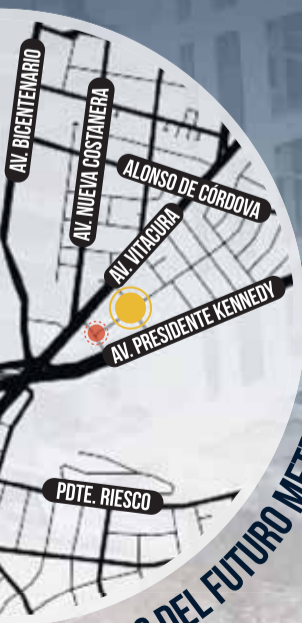 AV. BICENTENARIO
AV. NUEVA COSTANERA
ALONSO DE CÓRDOVA
AV. VITACURA
AV. PRESIDENTE KENNEDY
PDTE. RIESCO
DEL FUTURO